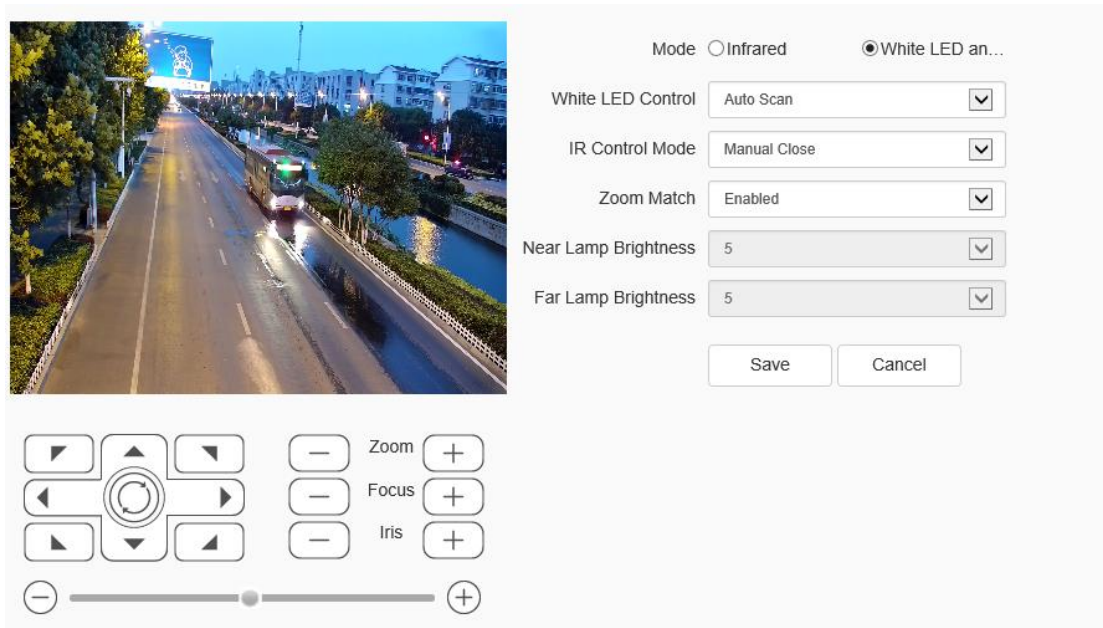 Mode Infrared White LED an...
White LED Control Auto Scan
IR Control Mode Manual Close
Zoom Match Enabled
Near Lamp Brightness 5
Far Lamp Brightness 5
Save Cancel
Zoom
Focus
Iris